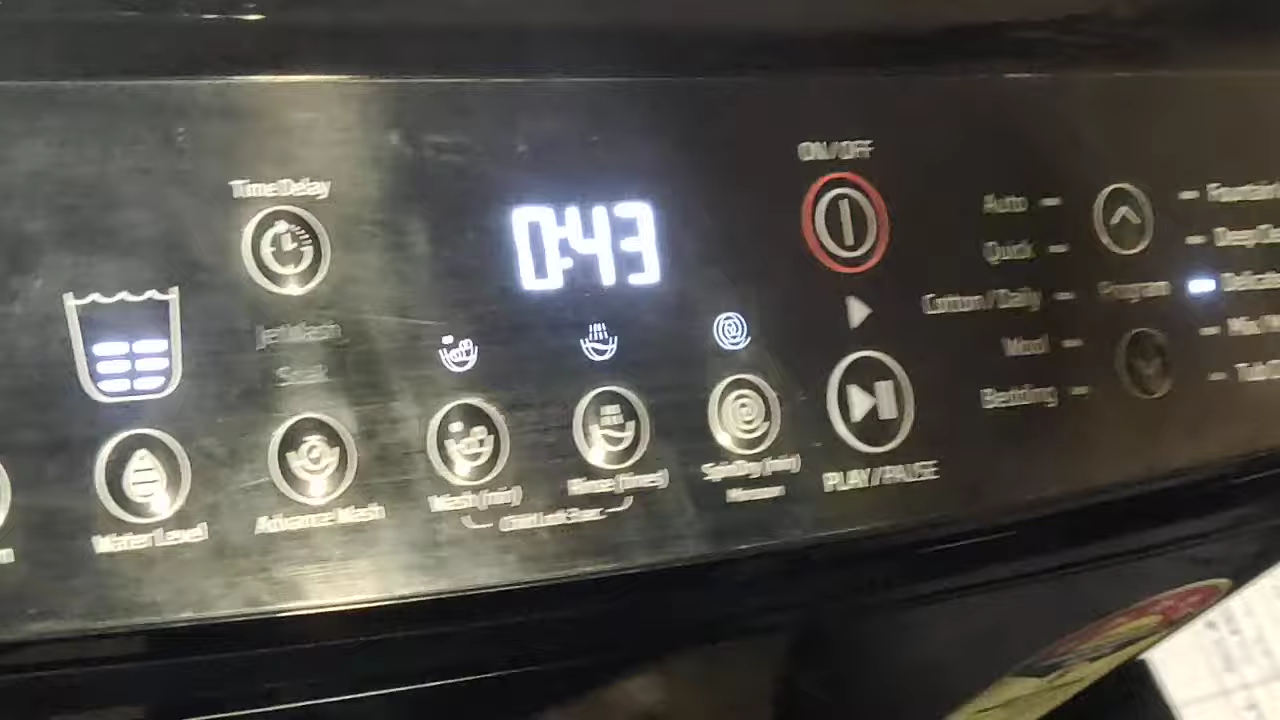 ON/OFF
Time Delay
0:43
Auto
Quick
Cotton / Daily
Wool
Bedding
Program
Jet Wash
Soak
Water Level
Advance Wash
Wash (min)
Rinse (times)
Spin Dry (min)
PLAY / PAUSE